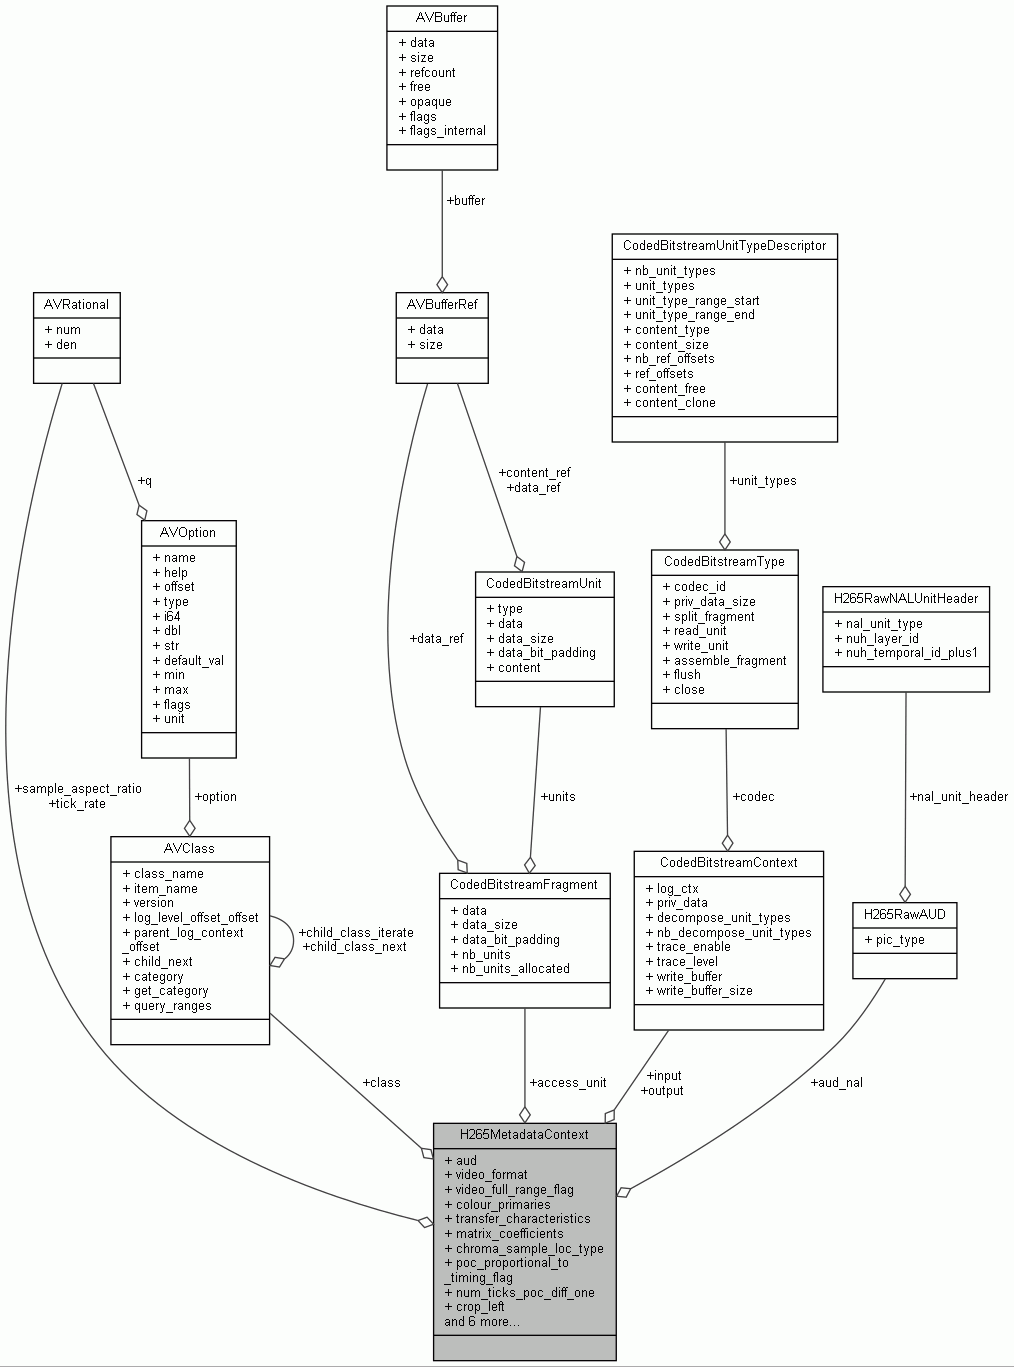 AVBuffer
+ data
+ size
+ refcount
+ free
+ opaque
+ flags
+ flags_internal
+buffer
CodedBitstreamUnitTypeDescriptor
+ nb_unit_types
+ unit_types
+ unit_type_range_start
+ unit_type_range_end
+ content_type
+ content_size
+ nb_ref_offsets
+ ref_offsets
+ content_free
+ content_clone
AVRational
+ num
+ den
AVBufferRef
+ data
+ size
+q
+content_ref
+data_ref
+unit_types
AVOption
+ name
+ help
+ offset
+ type
+ i64
+ dbl
+ str
+ default_val
+ min
+ max
+ flags
+ unit
+data_ref
CodedBitstreamUnit
+ type
+ data
+ data_size
+ data_bit_padding
+ content
CodedBitstreamType
+ codec_id
+ priv_data_size
+ split_fragment
+ read_unit
+ write_unit
+ assemble_fragment
+ flush
+ close
H265RawNALUnitHeader
+ nal_unit_type
+ nuh_layer_id
+ nuh_temporal_id_plus1
+sample_aspect_ratio
+tick_rate
+option
+units
+codec
+nal_unit_header
AVClass
+ class_name
+ item_name
+ version
+ log_level_offset_offset
+ parent_log_context
_offset
+ child_next
+ category
+ get_category
+ query_ranges
+child_class_iterate
+child_class_next
CodedBitstreamFragment
+ data
+ data_size
+ data_bit_padding
+ nb_units
+ nb_units_allocated
CodedBitstreamContext
+ log_ctx
+ priv_data
+ decompose_unit_types
+ nb_decompose_unit_types
+ trace_enable
+ trace_level
+ write_buffer
+ write_buffer_size
H265RawAUD
+ pic_type
+class
+access_unit
+input
+output
+aud_nal
H265MetadataContext
+ aud
+ video_format
+ video_full_range_flag
+ colour_primaries
+ transfer_characteristics
+ matrix_coefficients
+ chroma_sample_loc_type
+ poc_proportional_to
_timing_flag
+ num_ticks_poc_diff_one
+ crop_left
and 6 more...